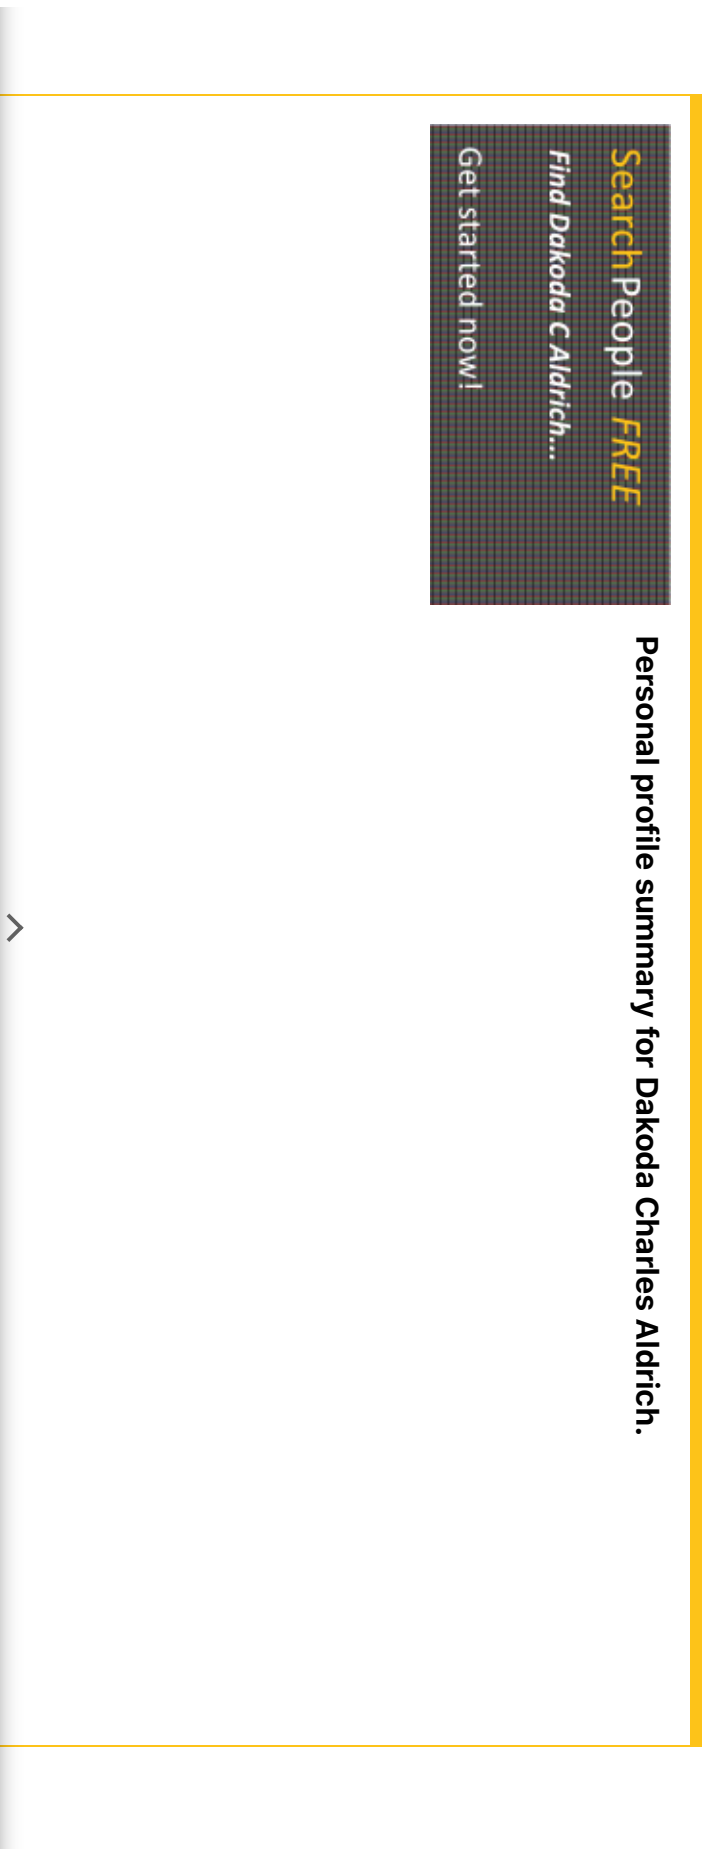 SearchPeople FREE
Find Dakoda C Aldrich...
Get started now!
Personal profile summary for Dakoda Charles Aldrich.